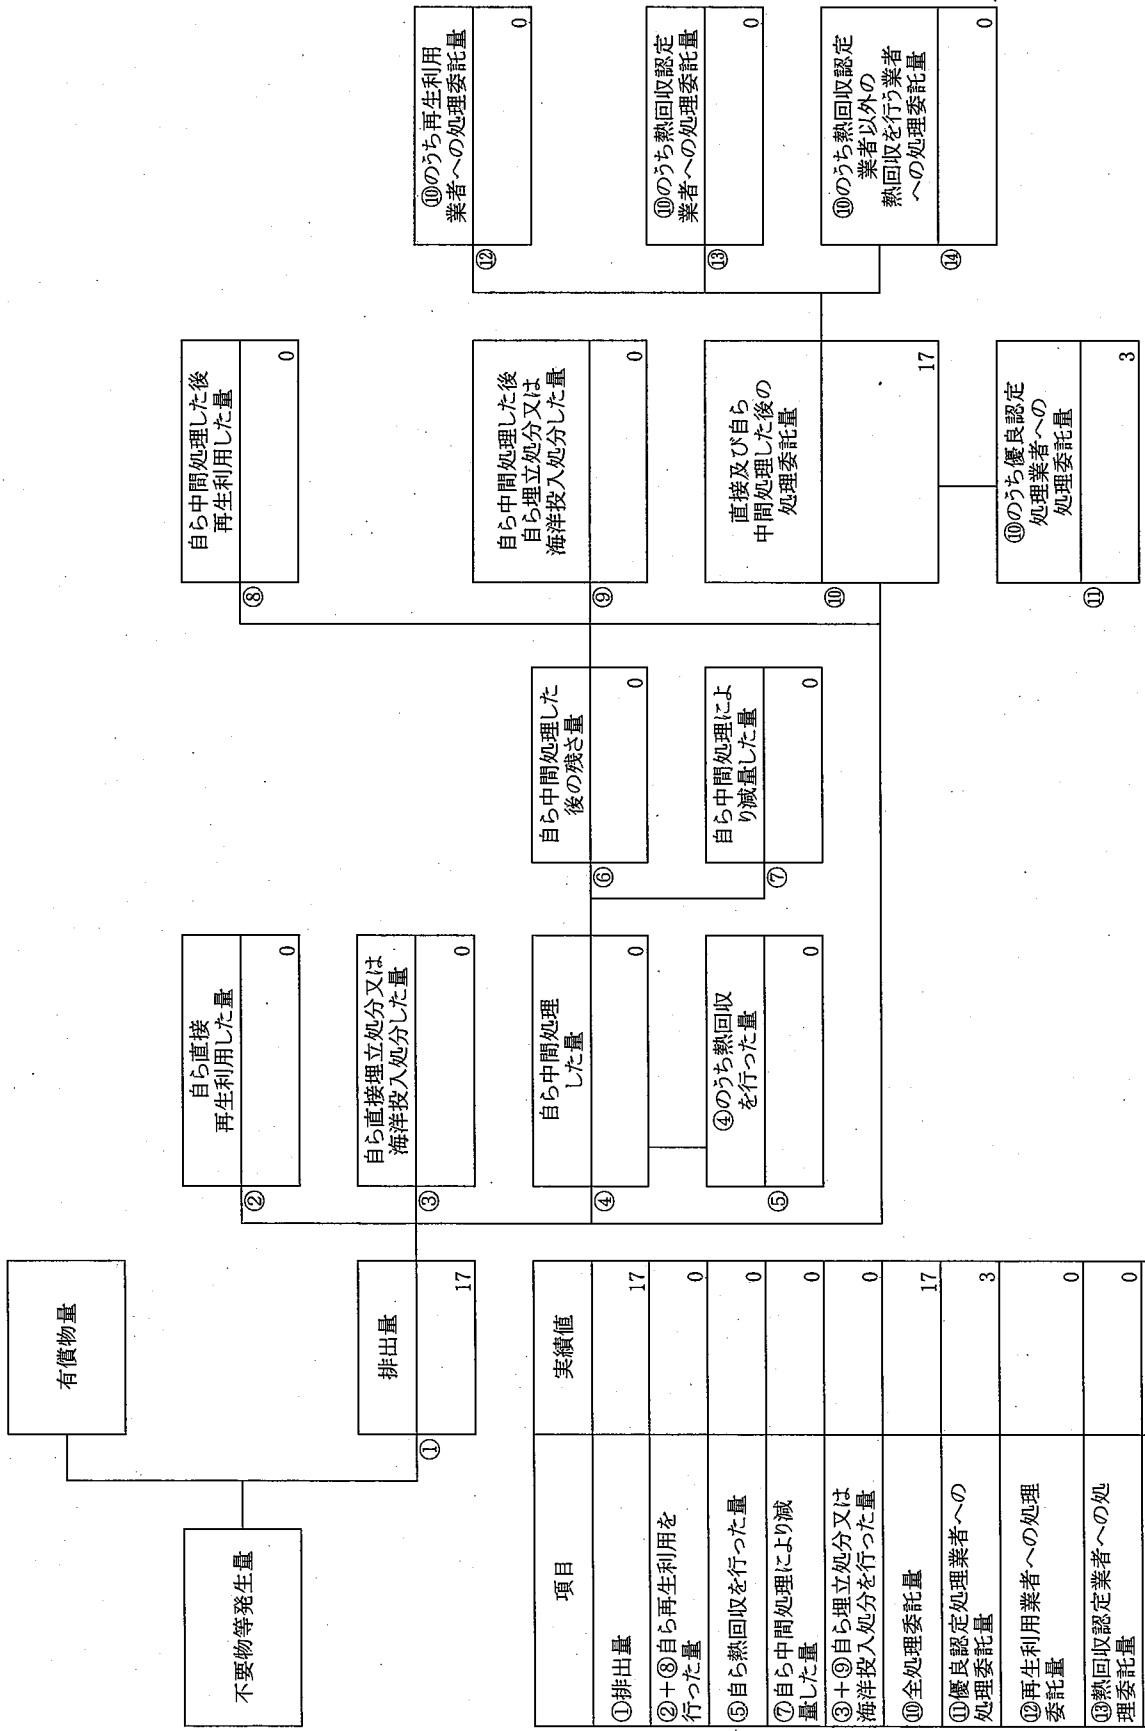 不要物等発生量
有償物量
①
排出量
17
②
自ら直接
再生利用した量
0
③
自ら直接埋立処分又は
海洋投入処分した量
0
④
自ら中間処理
した量
0
⑤
④のうち熱回収
を行った量
0
⑥
自ら中間処理した
後の残さ量
0
⑦
自ら中間処理によ
り減量した量
0
⑧
自ら中間処理した後
再生利用した量
0
⑨
自ら中間処理した後
自ら埋立処分又は
海洋投入処分した量
0
⑩
直接及び自ら
中間処理した後の
処理委託量
17
⑪
⑩のうち優良認定
処理業者への
処理委託量
3
⑫
⑩のうち再生利用
業者への処理委託量
0
⑬
⑩のうち熱回収認定
業者への処理委託量
0
⑭
⑩のうち熱回収認定
業者以外の
熱回収を行う業者
への処理委託量
0
項目 実績値
①排出量 17
②+⑧自ら再生利用を
行った量 0
⑤自ら熱回収を行った量 0
⑦自ら中間処理により減
量した量 0
③+⑨自ら埋立処分又は
海洋投入処分を行った量 0
⑩全処理委託量 17
⑪優良認定処理業者への
処理委託量 3
⑫再生利用業者への処理
委託量 0
⑬熱回収認定業者への処
理委託量 0